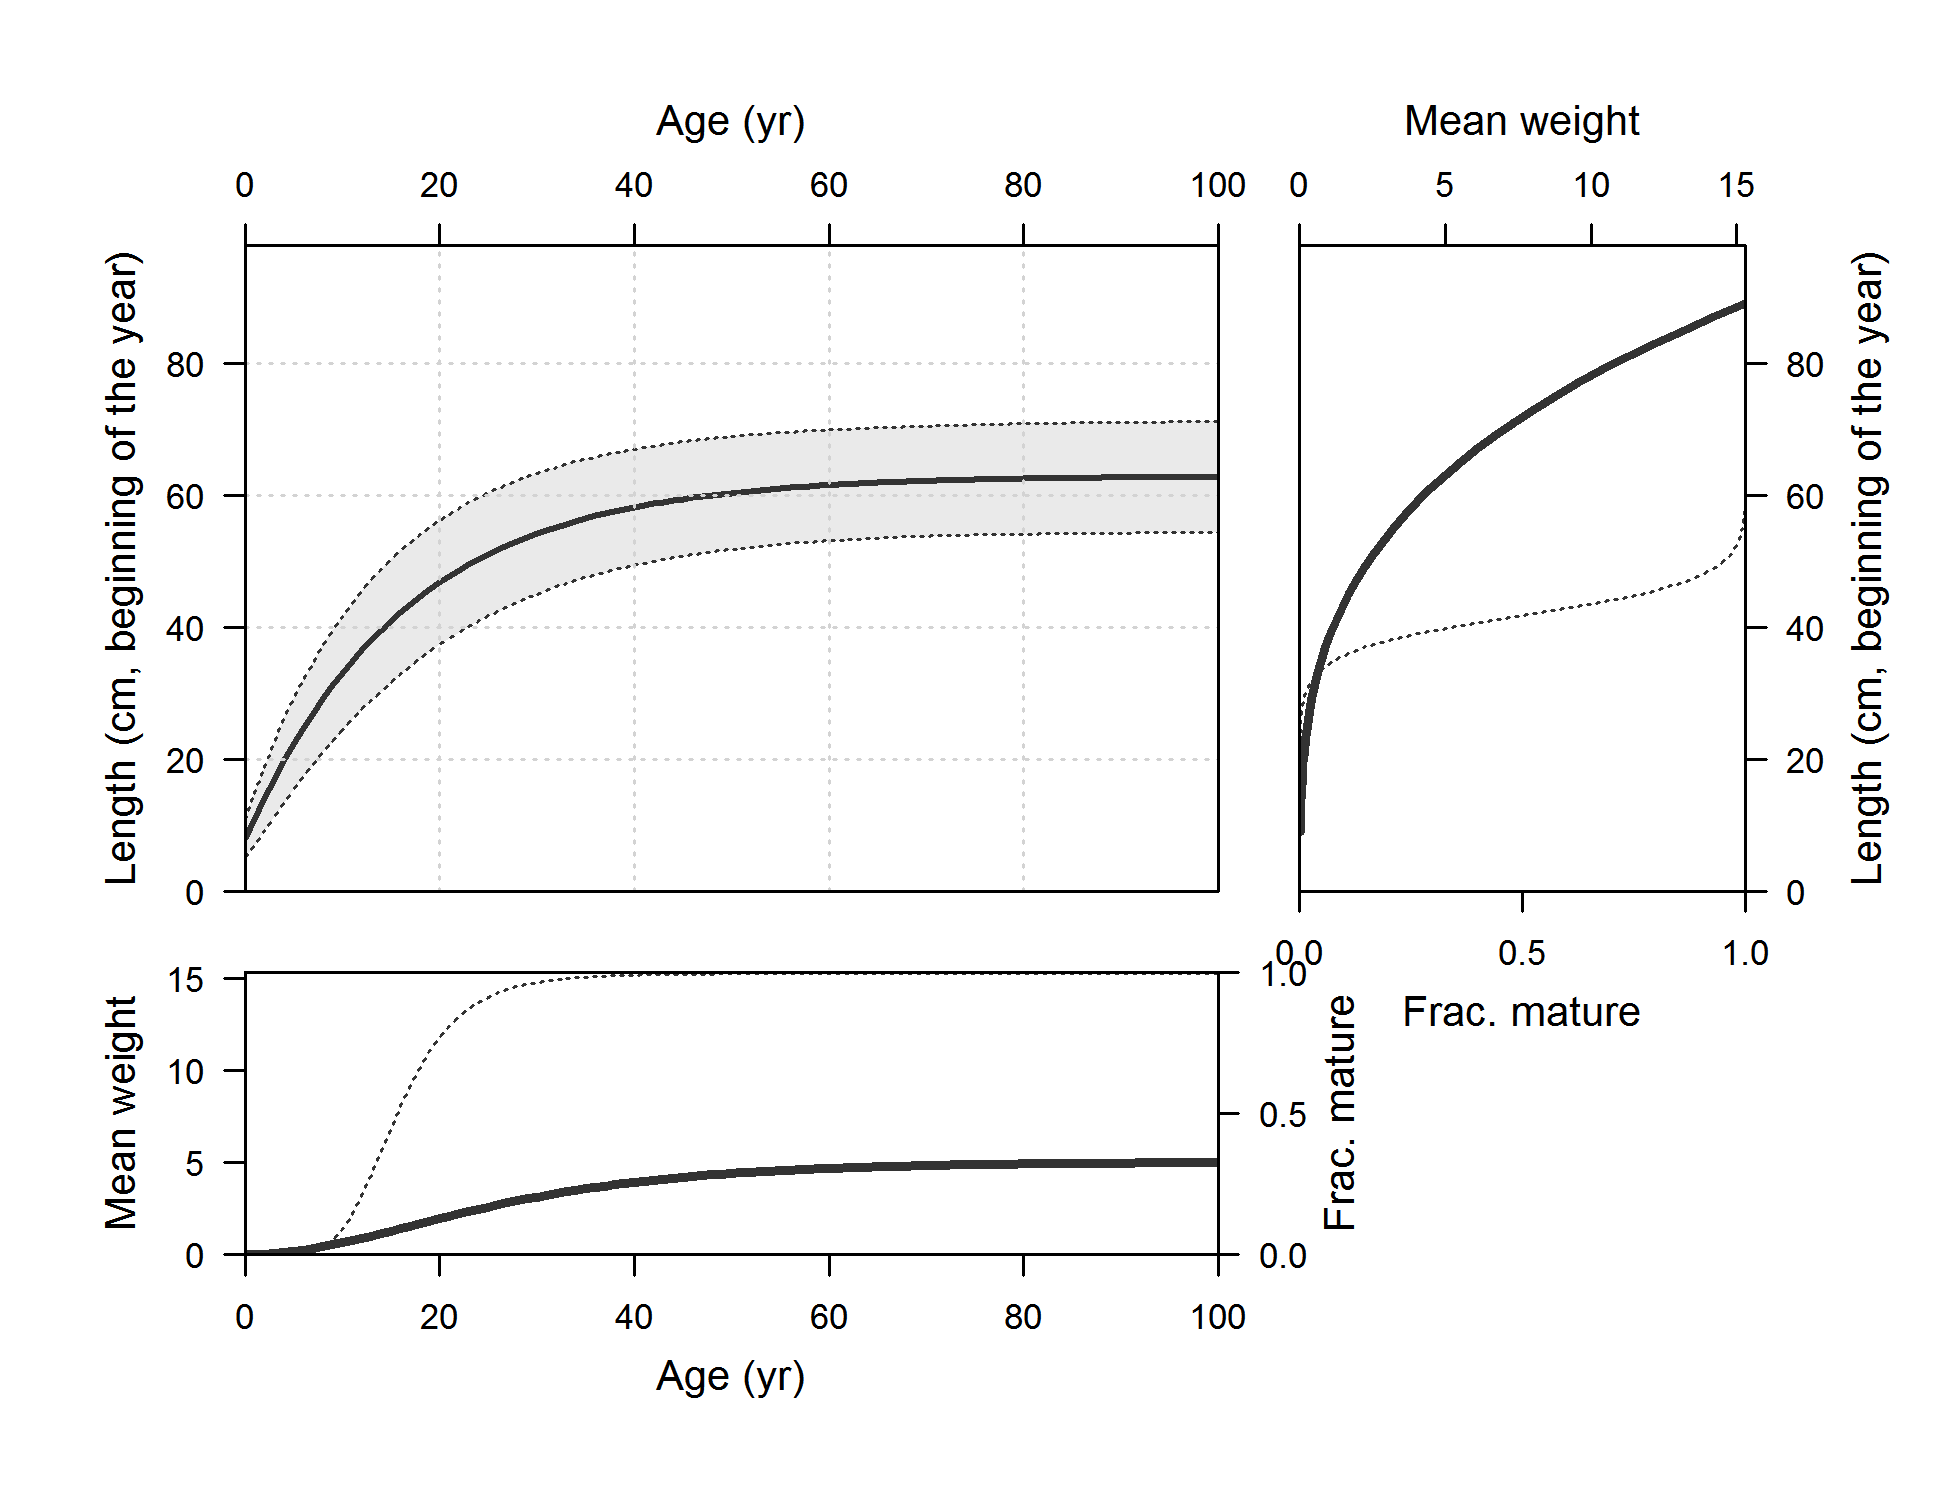 Age (yr)
Mean weight
0 20 40 60 80 100
0 5 10 15
Length (cm, beginning of the year)
80
60
40
20
0
80
60
40
20
0
Length (cm, beginning of the year)
0.0 0.5 1.0
Frac. mature
Mean weight
15
10
5
0
1.0
0.5
0.0
Frac. mature
0 20 40 60 80 100
Age (yr)